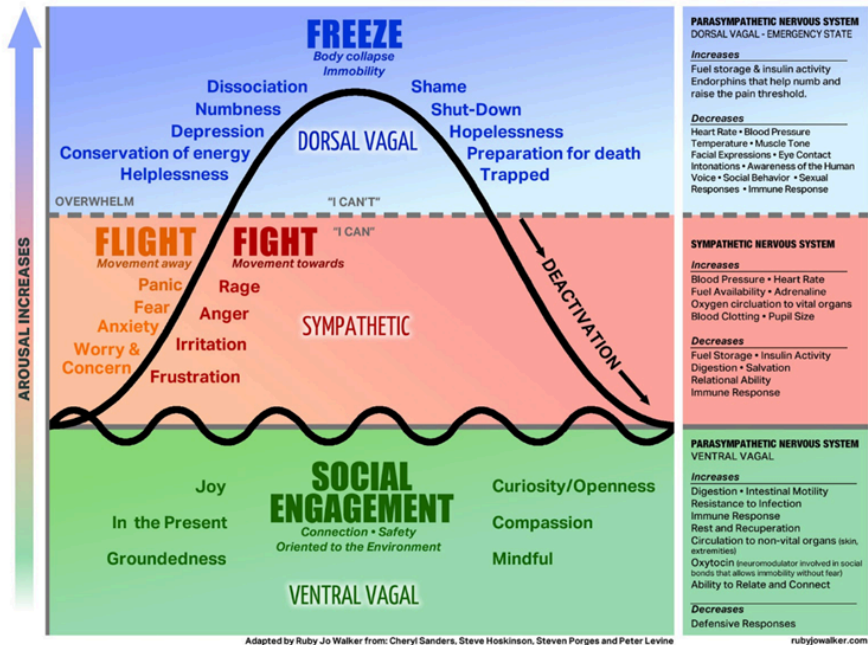 FREEZE
Body collapse
Immobility
Dissociation
Numbness
Depression
Conservation of energy
Helplessness
Shame
Shut-Down
Hopelessness
Preparation for death
Trapped
DORSAL VAGAL
OVERWHELM
"I CAN'T"
"I CAN"
FLIGHT
Movement away
Panic
Fear
Anxiety
Worry &
Concern
FIGHT
Movement towards
Rage
Anger
Irritation
Frustration
SYMPATHETIC
DEACTIVATION
AROUSAL INCREASES
SOCIAL
ENGAGEMENT
Connection • Safety
Oriented to the Environment
Joy
In the Present
Groundedness
Curiosity/Openness
Compassion
Mindful
VENTRAL VAGAL
PARASYMPATHETIC NERVOUS SYSTEM
DORSAL VAGAL - EMERGENCY STATE
Increases
Fuel storage & insulin activity
Endorphins that help numb and
raise the pain threshold.
Decreases
Heart Rate • Blood Pressure
Temperature • Muscle Tone
Facial Expressions • Eye Contact
Intonations • Awareness of the Human
Voice • Social Behavior • Sexual
Responses • Immune Response
SYMPATHETIC NERVOUS SYSTEM
Increases
Blood Pressure • Heart Rate
Fuel Availability • Adrenaline
Oxygen circluation to vital organs
Blood Clotting • Pupil Size
Decreases
Fuel Storage • Insulin Activity
Digestion • Salvation
Relational Ability
Immune Response
PARASYMPATHETIC NERVOUS SYSTEM
VENTRAL VAGAL
Increases
Digestion • Intestinal Motility
Resistance to Infection
Immune Response
Rest and Recuperation
Circulation to non-vital organs (skin,
extremities)
Oxytocin (neuromodulator involved in social
bonds that allows immobility without fear)
Ability to Relate and Connect
Decreases
Defensive Responses
Adapted by Ruby Jo Walker from: Cheryl Sanders, Steve Hoskinson, Steven Porges and Peter Levine
rubyjowalker.com